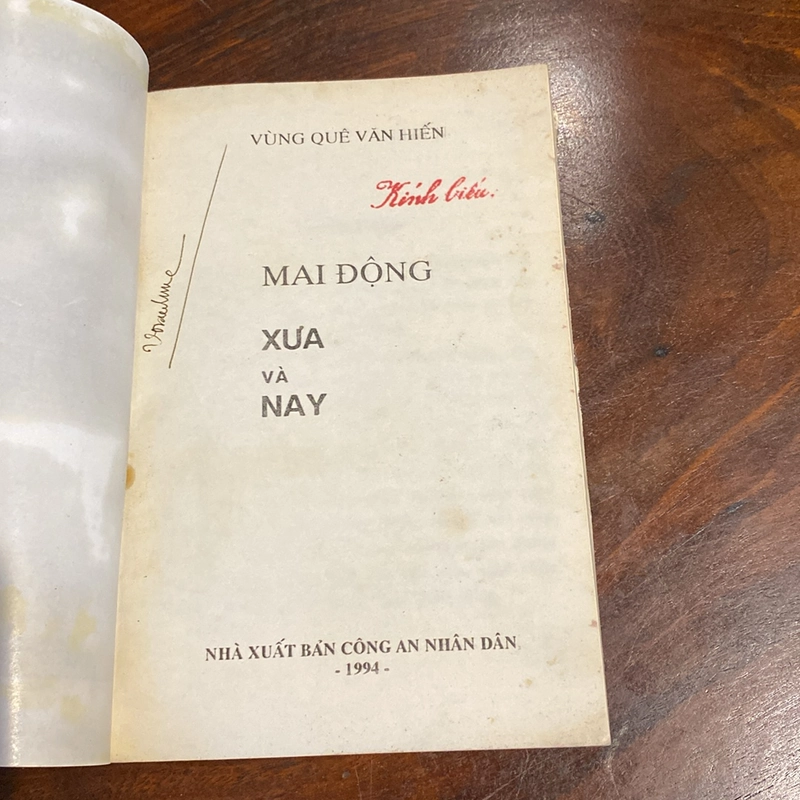 VÙNG QUÊ VĂN HIẾN
Kính biếu.
MAI ĐỘNG
XƯA
VÀ
NAY
NHÀ XUẤT BẢN CÔNG AN NHÂN DÂN
- 1994 -